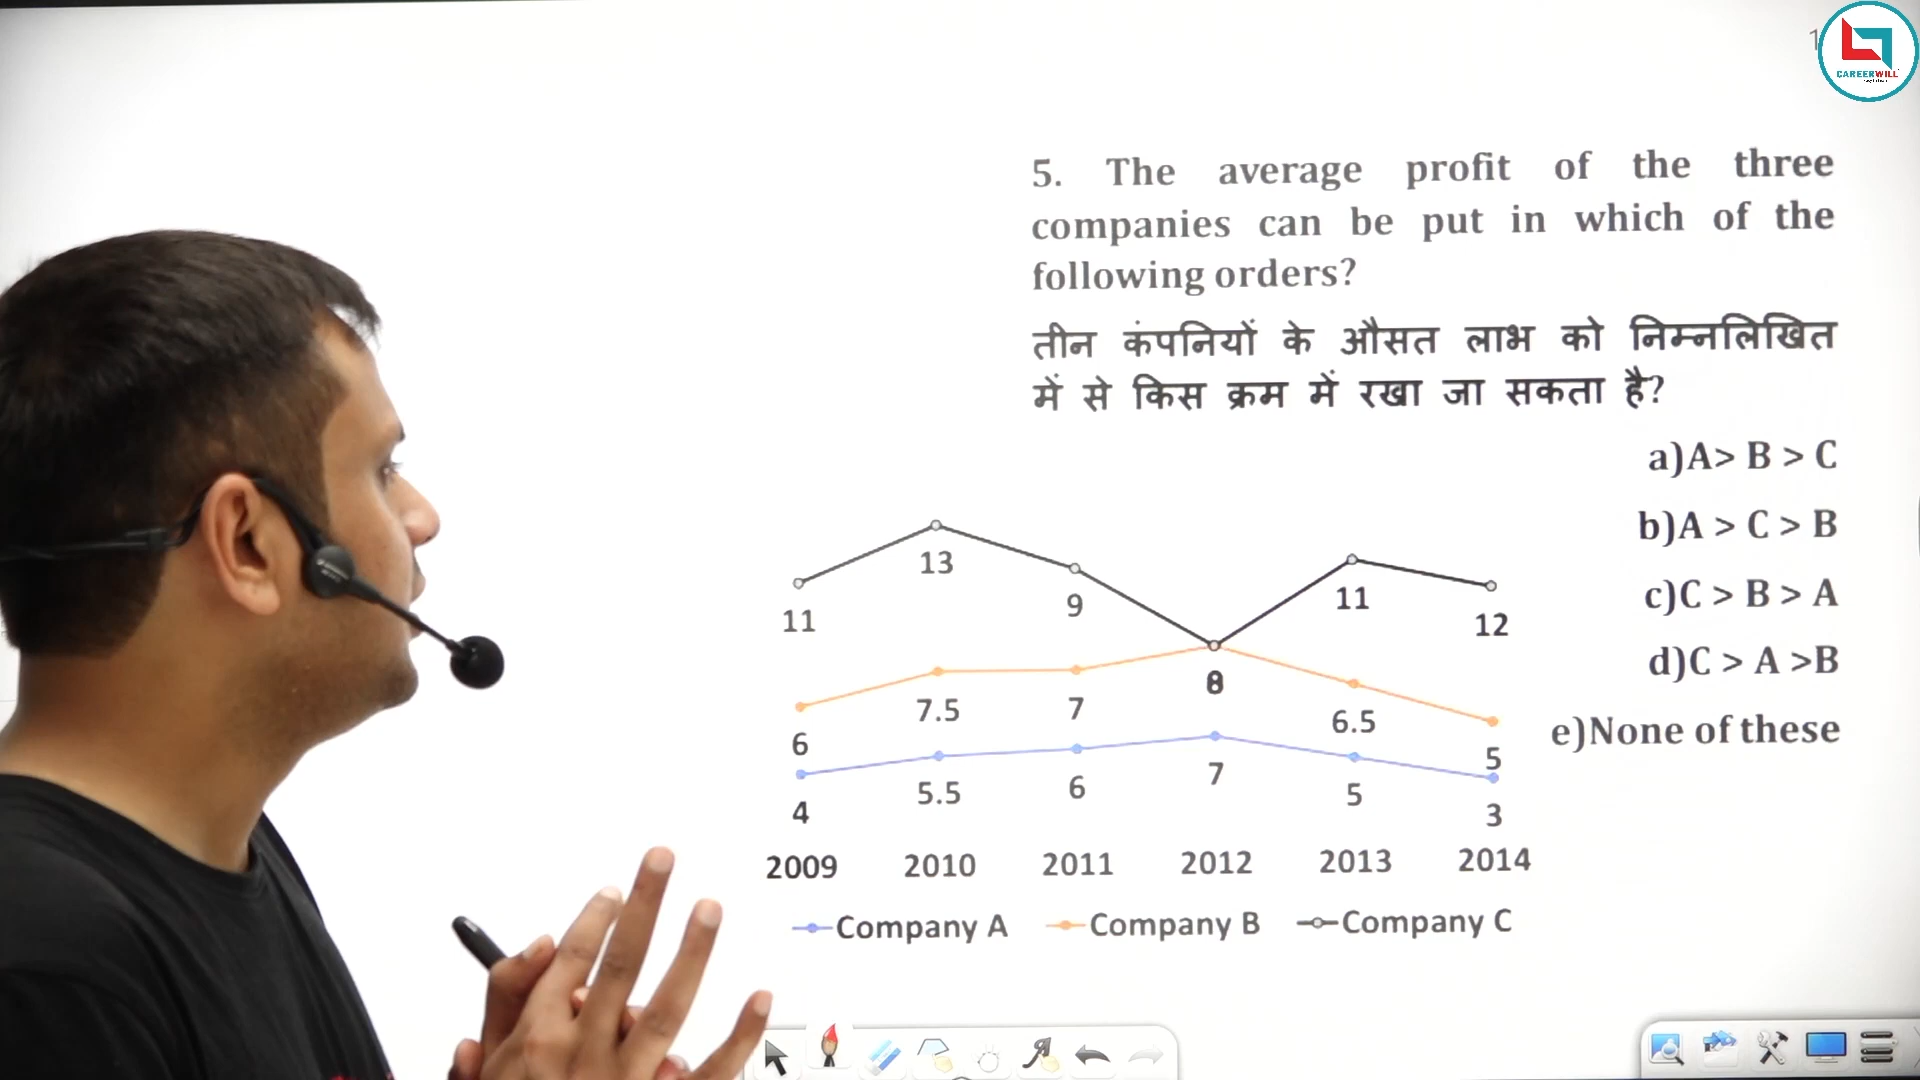 CAREERWILL
5. The average profit of the three
companies can be put in which of the
following orders?
तीन कंपनियों के औसत लाभ को निम्नलिखित
में से किस क्रम में रखा जा सकता है?
a)A> B > C
b)A > C > B
c)C > B > A
d)C > A >B
e)None of these
11 13 9 8 11 12
6 7.5 7 6.5 5
4 5.5 6 7 5 3
2009 2010 2011 2012 2013 2014
Company A Company B Company C